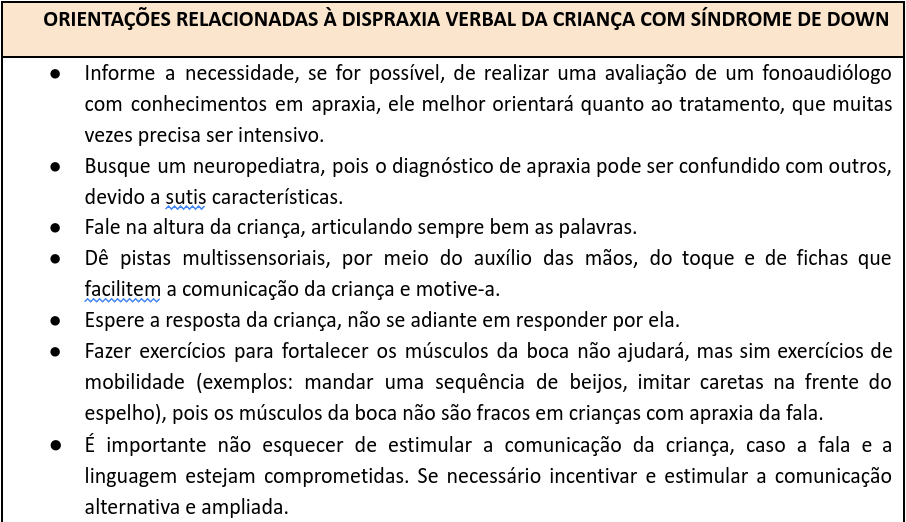 ORIENTAÇÕES RELACIONADAS À DISPRAXIA VERBAL DA CRIANÇA COM SÍNDROME DE DOWN
● Informe a necessidade, se for possível, de realizar uma avaliação de um fonoaudiólogo
com conhecimentos em apraxia, ele melhor orientará quanto ao tratamento, que muitas
vezes precisa ser intensivo.
● Busque um neuropediatra, pois o diagnóstico de apraxia pode ser confundido com outros,
devido a sutis características.
● Fale na altura da criança, articulando sempre bem as palavras.
● Dê pistas multissensoriais, por meio do auxílio das mãos, do toque e de fichas que
facilitem a comunicação da criança e motive-a.
● Espere a resposta da criança, não se adiante em responder por ela.
● Fazer exercícios para fortalecer os músculos da boca não ajudará, mas sim exercícios de
mobilidade (exemplos: mandar uma sequência de beijos, imitar caretas na frente do
espelho), pois os músculos da boca não são fracos em crianças com apraxia da fala.
● É importante não esquecer de estimular a comunicação da criança, caso a fala e a
linguagem estejam comprometidas. Se necessário incentivar e estimular a comunicação
alternativa e ampliada.